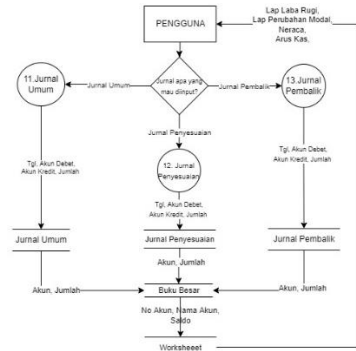 PENGGUNA
Lap Laba Rugi,
Lap Perubahan Modal,
Neraca,
Arus Kas,
11.Jurnal
Umum
Jurnal Umum
Jurnal apa yang
mau diinput?
Jurnal Pembalik
13.Jurnal
Pembalik
Jurnal Penyesuaian
12. Jurnal
Penyesuaian
Tgl, Akun Debet,
Akun Kredit, Jumlah
Tgl, Akun Debet,
Akun Kredit, Jumlah
Tgl, Akun Debet,
Akun Kredit, Jumlah
Jurnal Umum
Jurnal Penyesuaian
Jurnal Pembalik
Akun, Jumlah
Akun, Jumlah
Akun, Jumlah
Buku Besar
No Akun, Nama Akun,
Saldo
Worksheeet